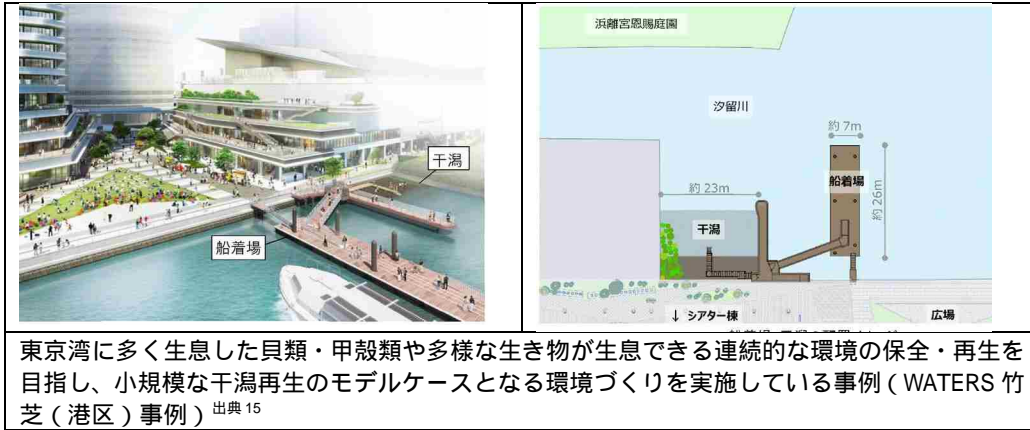 干潟
船着場
浜離宮恩賜庭園
汐留川
約7m
船着場
約26m
約23m
干潟
↓ シアター棟
広場
東京湾に多く生息した貝類・甲殻類や多様な生き物が生息できる連続的な環境の保全・再生を
目指し、小規模な干潟再生のモデルケースとなる環境づくりを実施している事例（WATERS 竹
芝（港区）事例）出典 15